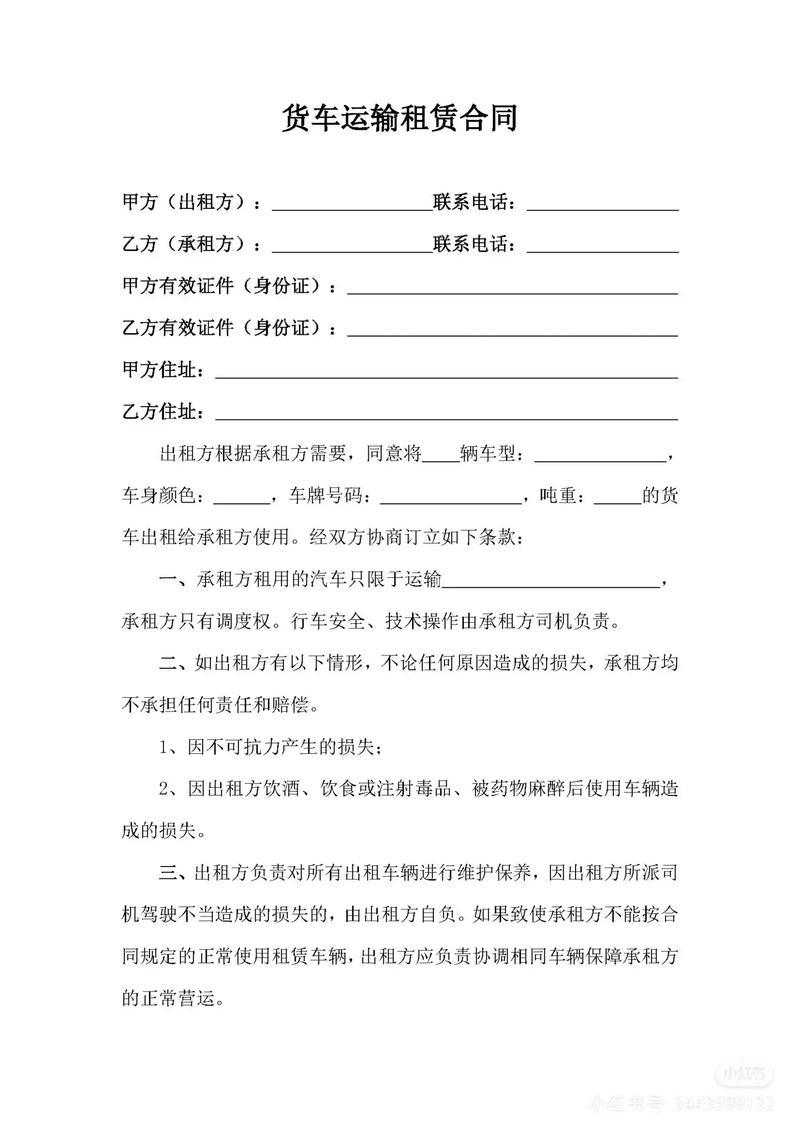 货车运输租赁合同
甲方（出租方）：_________________联系电话：________________
乙方（承租方）：_________________联系电话：________________
甲方有效证件（身份证）：___________________________________
乙方有效证件（身份证）：___________________________________
甲方住址：_________________________________________________
乙方住址：_________________________________________________
出租方根据承租方需要，同意将____辆车型：______________，
车身颜色：______，车牌号码：_______________，吨重：_____的货
车出租给承租方使用。经双方协商订立如下条款：
一、承租方租用的汽车只限于运输_______________________，
承租方只有调度权。行车安全、技术操作由承租方司机负责。
二、如出租方有以下情形，不论任何原因造成的损失，承租方均
不承担任何责任和赔偿。
1、因不可抗力产生的损失；
2、因出租方饮酒、饮食或注射毒品、被药物麻醉后使用车辆造
成的损失。
三、出租方负责对所有出租车辆进行维护保养，因出租方所派司
机驾驶不当造成的损失的，由出租方自负。如果致使承租方不能按合
同规定的正常使用租赁车辆，出租方应负责协调相同车辆保障承租方
的正常营运。
小红书
小红书号